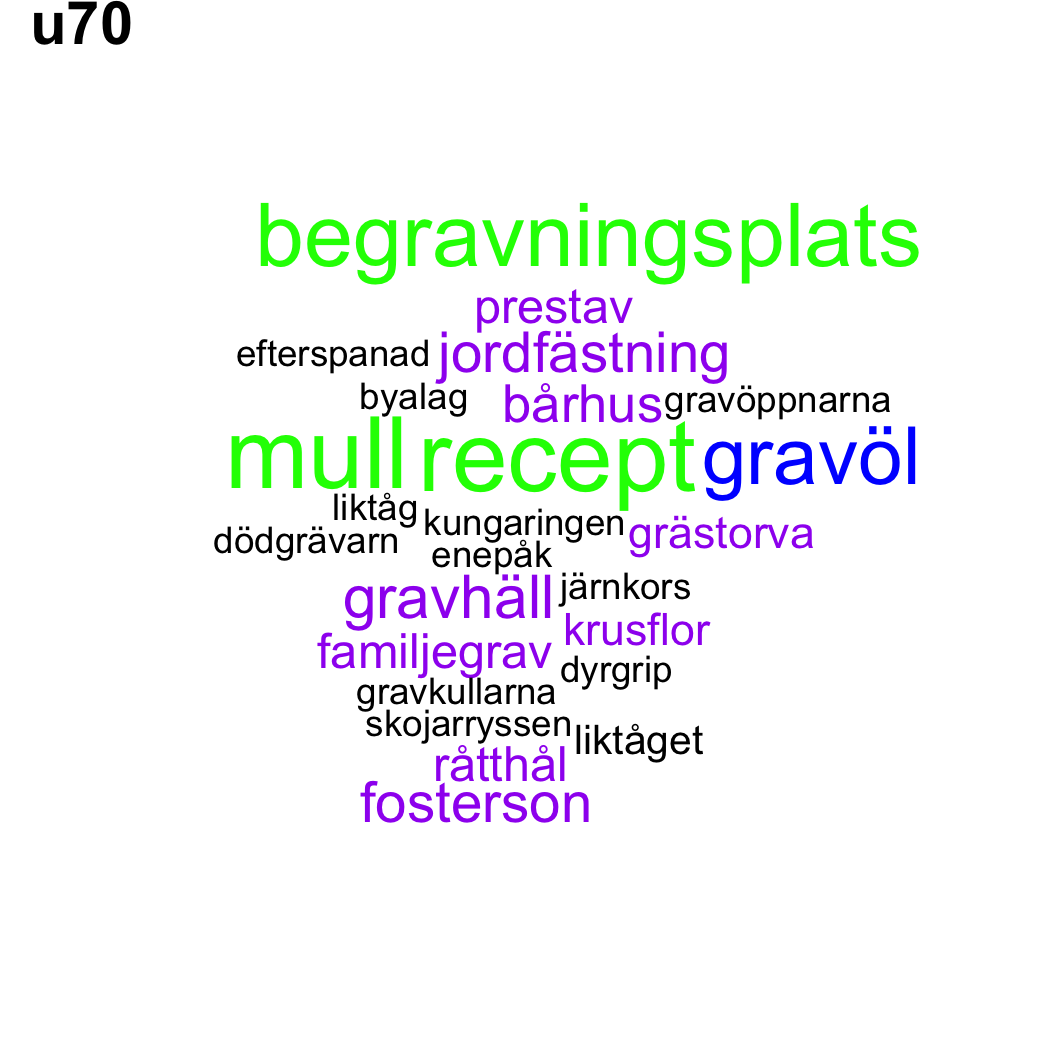 u70
begravningsplats
prestav
efterspanad jordfästning
byalag bårhus gravöppnarna
mull recept gravöl
liktåg kungaringen grästorva
dödgrävarn enepåk
gravhäll järnkors
familjegrav krusflor
dyrgrip
gravkullarna
skojarryssen liktåget
råtthål
fosterson